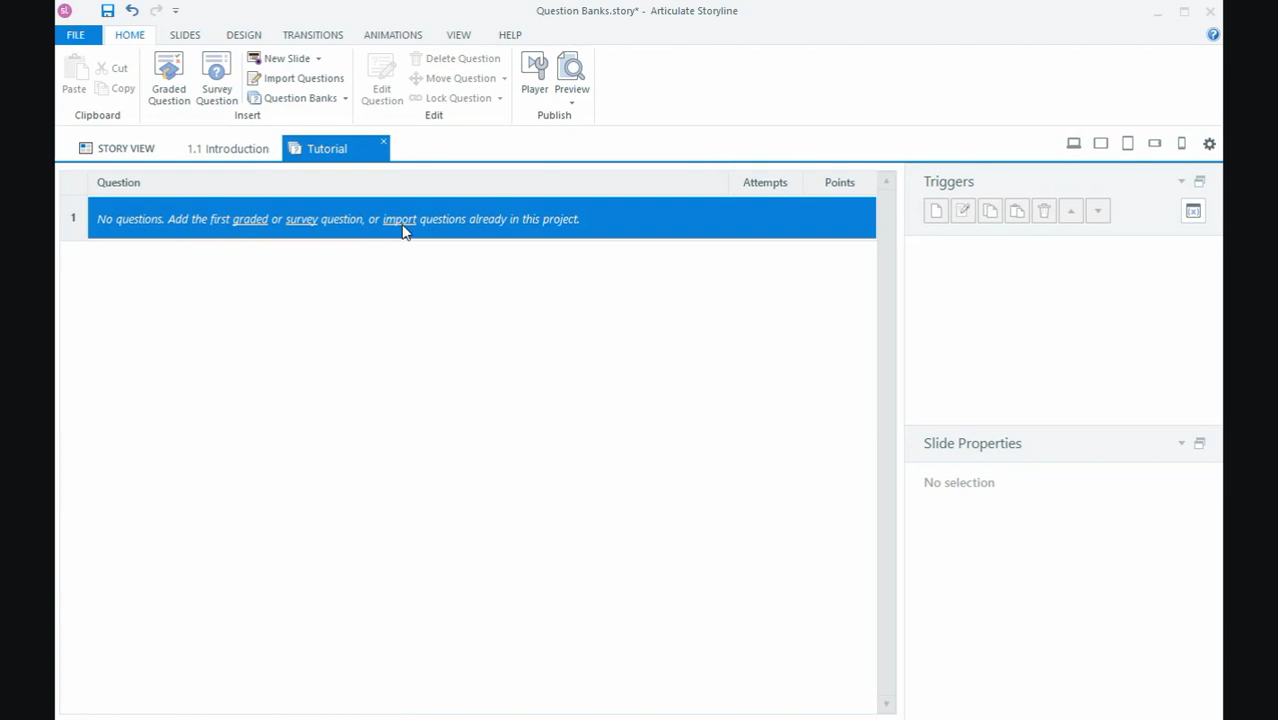 Question Banks.story* - Articulate Storyline
FILE HOME SLIDES DESIGN TRANSITIONS ANIMATIONS VIEW HELP
Paste
Cut
Copy
Clipboard
Graded Question
Survey Question
New Slide
Import Questions
Question Banks
Insert
Edit Question
Delete Question
Move Question
Lock Question
Edit
Player
Preview
Publish
STORY VIEW 1.1 Introduction Tutorial
Question Attempts Points
1 No questions. Add the first graded or survey question, or import questions already in this project.
Triggers
Slide Properties
No selection